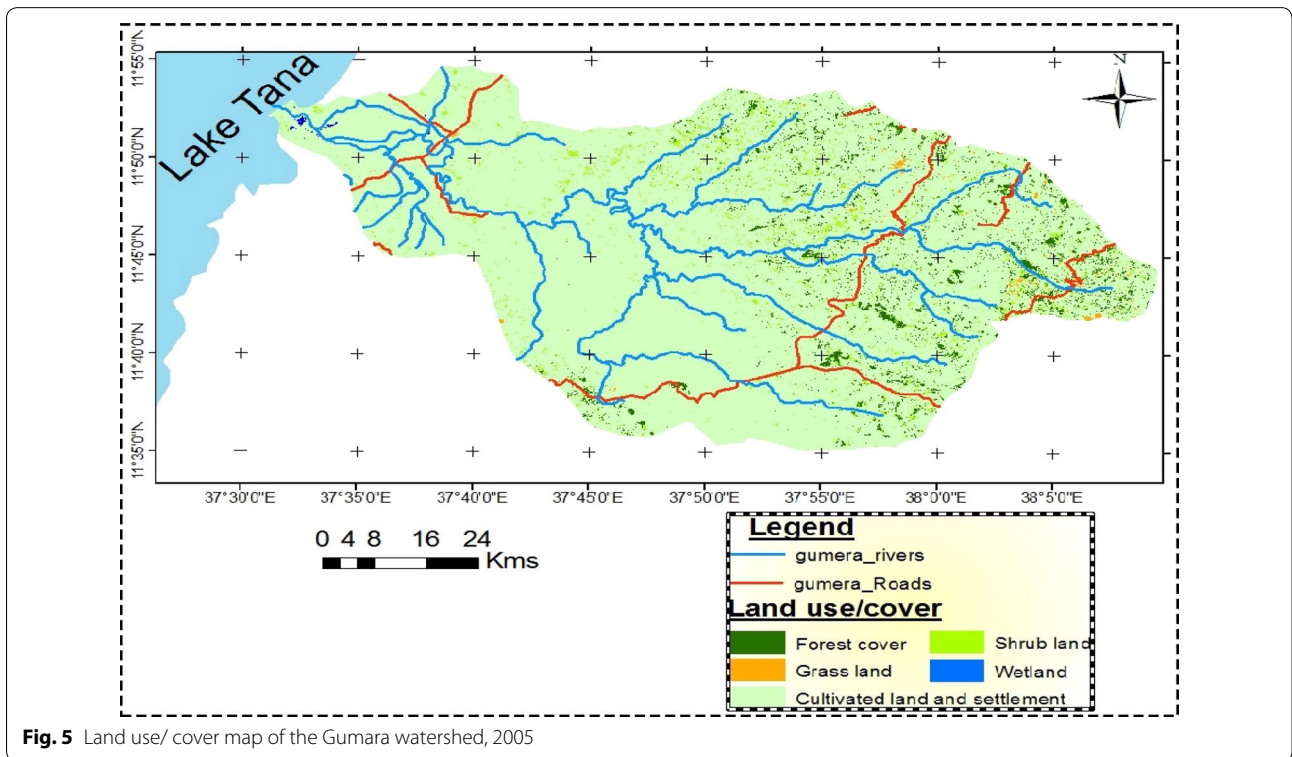 11°55'0"N
11°50'0"N
11°45'0"N
11°40'0"N
11°35'0"N
Lake Tana
Z
37°30'0"E 37°35'0"E 37°40'0"E 37°45'0"E 37°50'0"E 37°55'0"E 38°0'0"E 38°5'0"E
0 4 8 16 24
Kms
Legend
gumera_rivers
gumera_Roads
Land use/cover
Forest cover Shrub land
Grass land Wetland
Cultivated land and settlement
Fig. 5 Land use/ cover map of the Gumara watershed, 2005